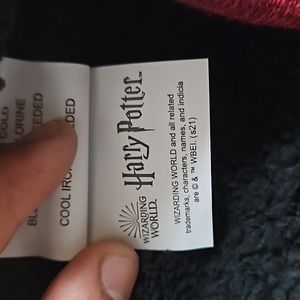 Harry Potter
WIZARDING
WORLD
WIZARDING WORLD and all related
trademarks, characters, names, and indicia
are © & ™ WBEI. (s21)
COOL IRON